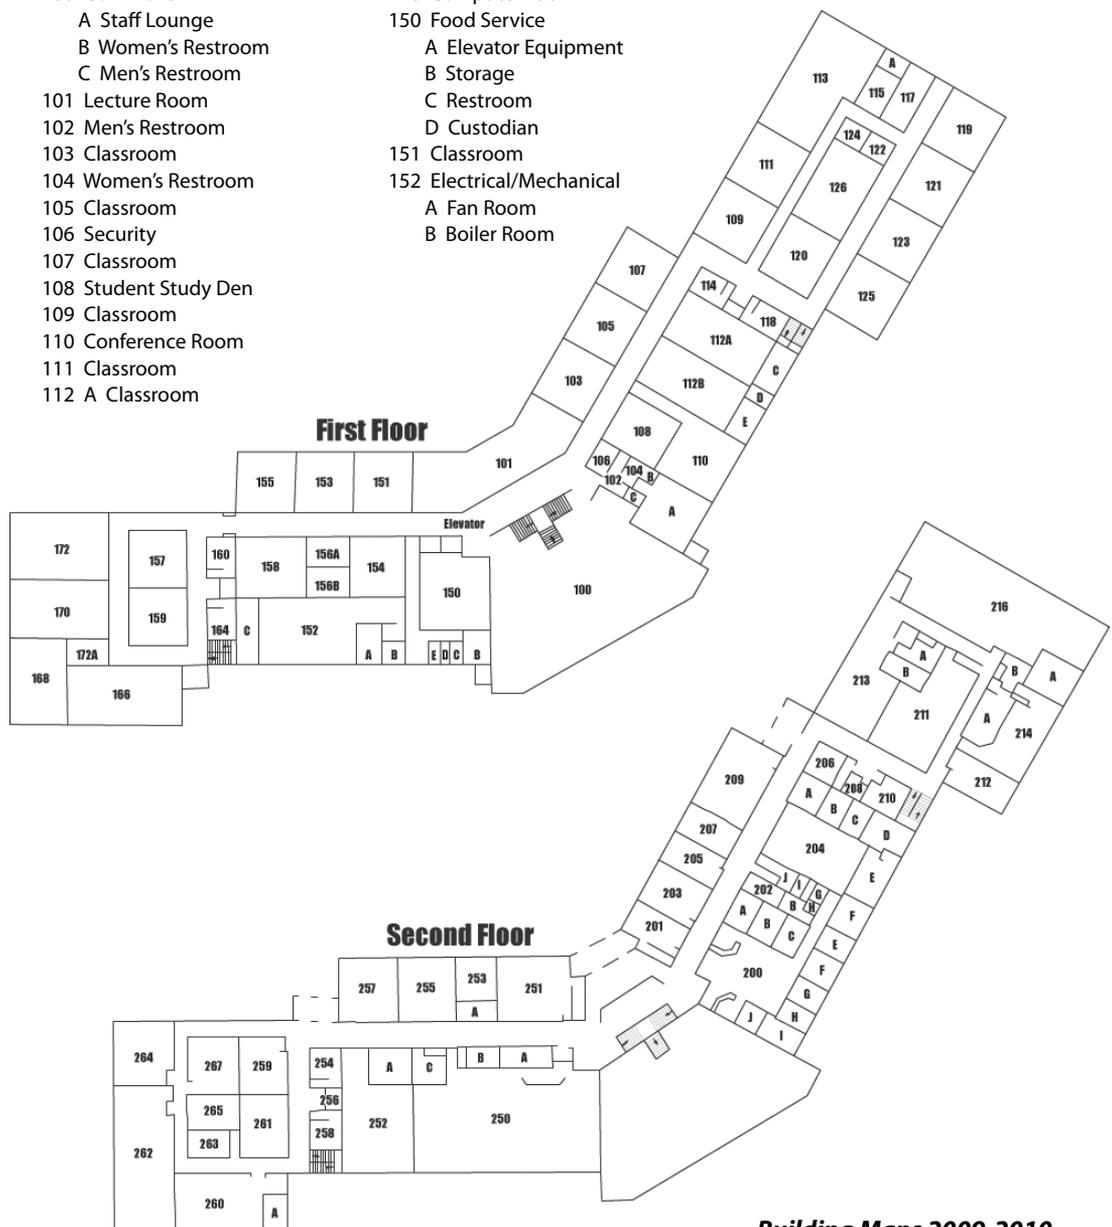 A Staff Lounge
B Women's Restroom
C Men's Restroom
101 Lecture Room
102 Men's Restroom
103 Classroom
104 Women's Restroom
105 Classroom
106 Security
107 Classroom
108 Student Study Den
109 Classroom
110 Conference Room
111 Classroom
112 A Classroom
150 Food Service
A Elevator Equipment
B Storage
C Restroom
D Custodian
151 Classroom
152 Electrical/Mechanical
A Fan Room
B Boiler Room
First Floor
113
A
115
117
119
124
122
111
126
121
109
120
123
125
107
114
118
105
112A
C
103
112B
D
E
108
101
106
104
B
110
102
C
A
155
153
151
Elevator
172
157
160
158
156A
156B
154
150
100
170
159
164
C
152
A
B
E
D
C
B
172A
168
166
Second Floor
216
213
A
B
B
A
211
A
214
212
209
206
208
210
A
B
C
D
207
204
205
E
J
I
G
H
203
202
B
A
B
C
F
201
E
200
F
G
J
H
I
257
255
253
A
251
264
267
259
254
A
C
B
A
256
265
261
252
250
263
258
262
260
A
Building Maps 2009-2010